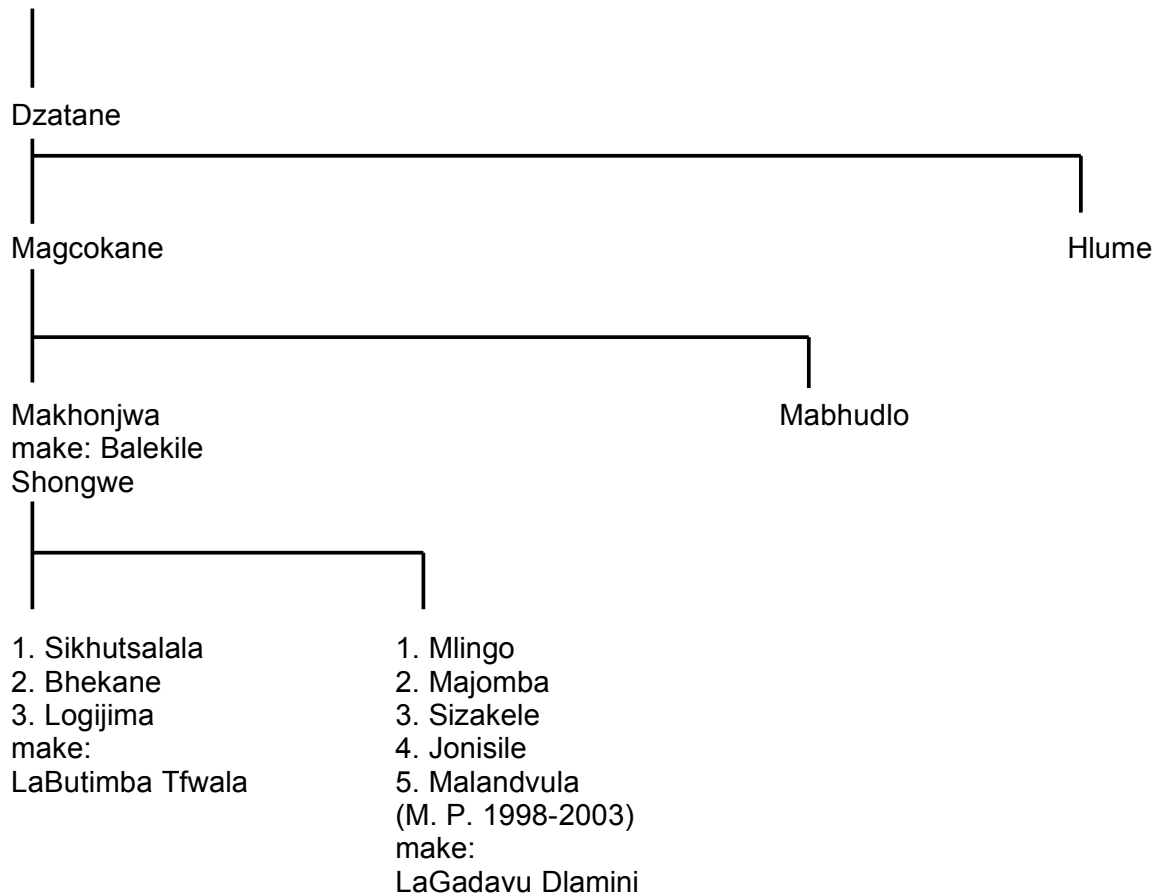 Dzatane
Magcokane
Hlume
Makhonjwa
make: Balekile
Shongwe
Mabhudlo
1. Sikhutsalala
2. Bhekane
3. Logijima
make:
LaButimba Tfwala
1. Mlingo
2. Majomba
3. Sizakele
4. Jonisile
5. Malandvula
(M. P. 1998-2003)
make:
LaGadavu Dlamini